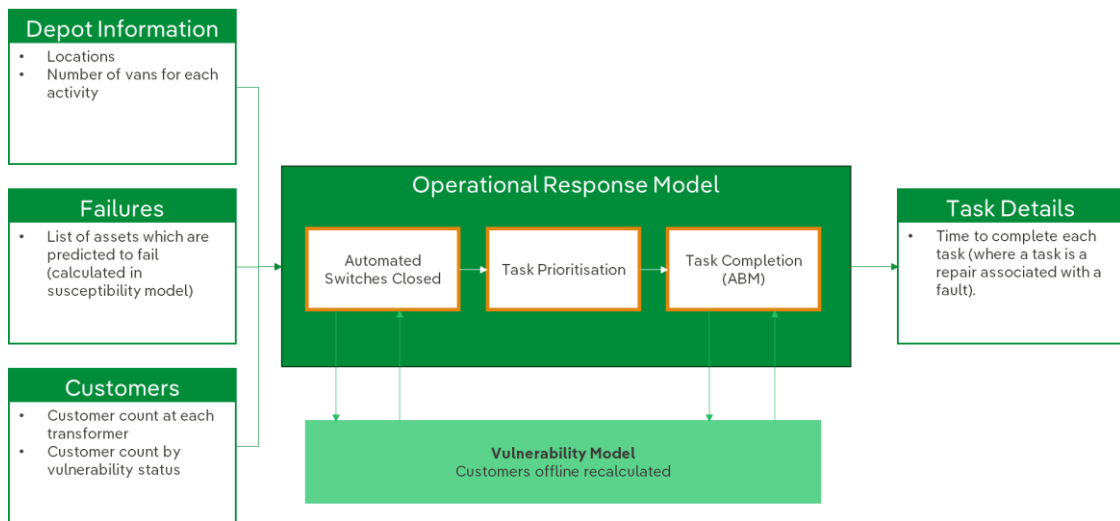 Depot Information
• Locations
• Number of vans for each
activity
Failures
• List of assets which are
predicted to fail
(calculated in
susceptibility model)
Customers
• Customer count at each
transformer
• Customer count by
vulnerability status
Operational Response Model
Automated
Switches Closed
Task Prioritisation
Task Completion
(ABM)
Vulnerability Model
Customers offline recalculated
Task Details
• Time to complete each
task (where a task is a
repair associated with a
fault).